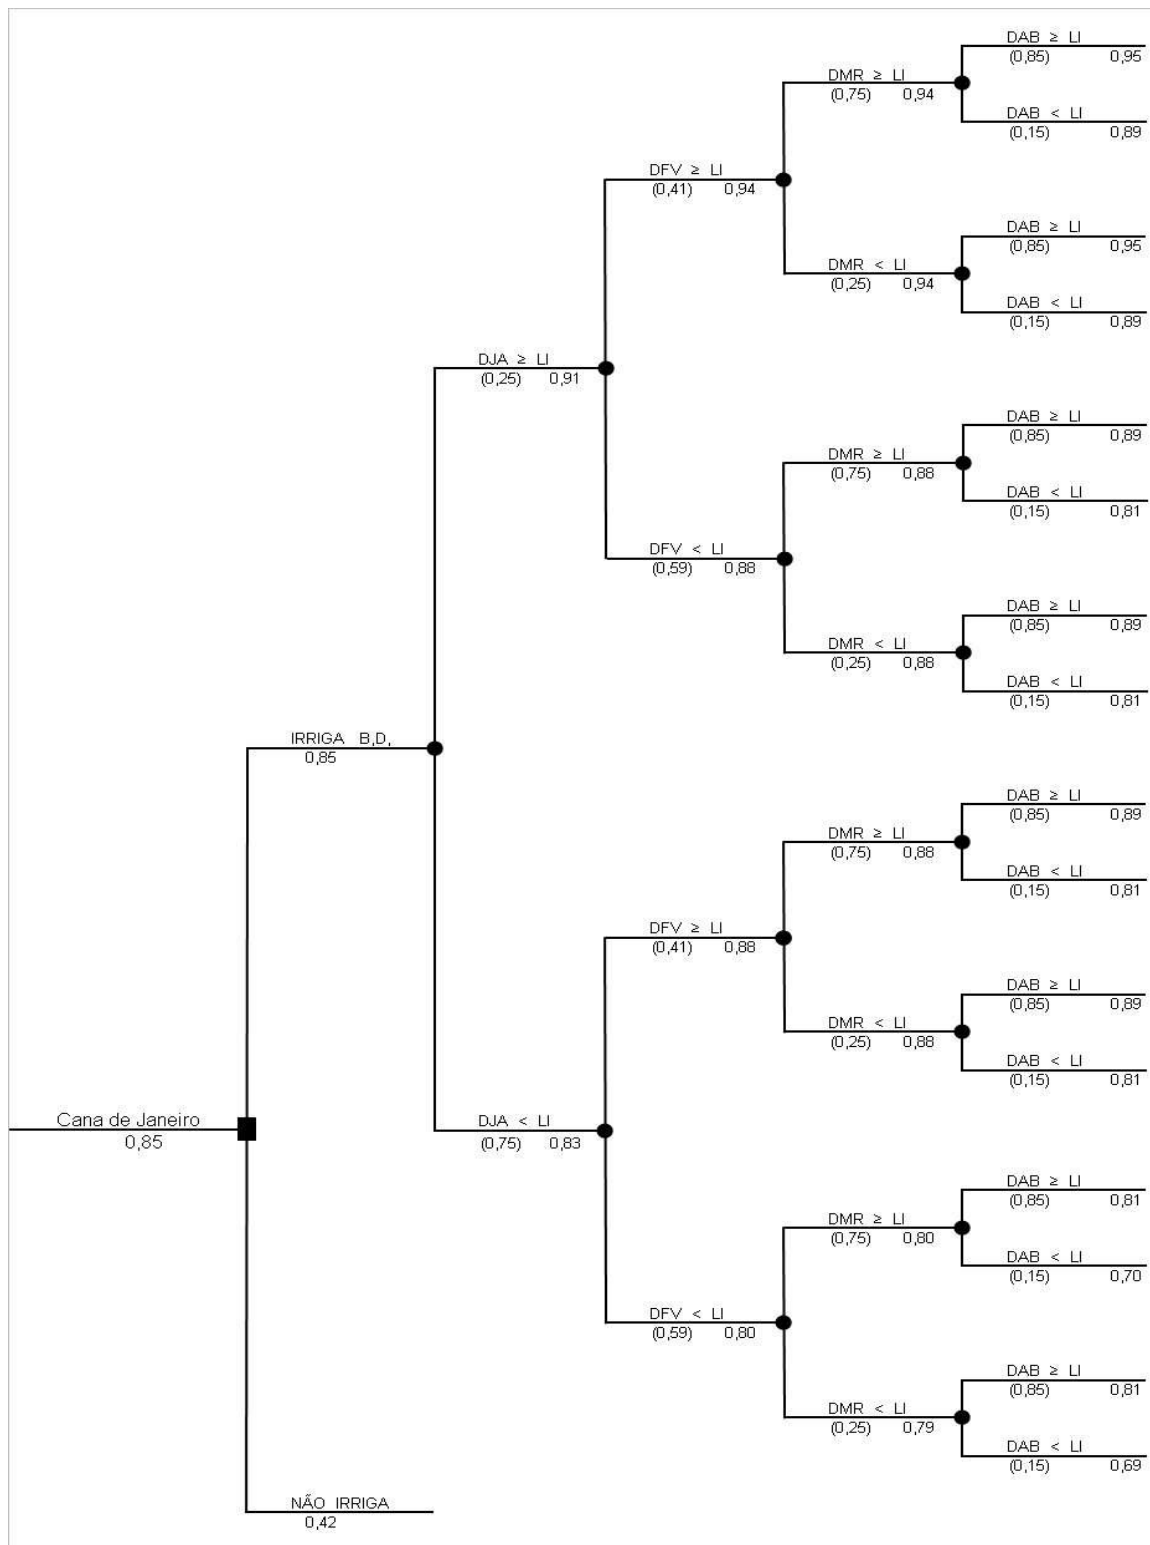 DAB ≥ LI
(0,85) 0,95
DMR ≥ LI
(0,75) 0,94
DAB < LI
(0,15) 0,89
DFV ≥ LI
(0,41) 0,94
DAB ≥ LI
(0,85) 0,95
DMR < LI
(0,25) 0,94
DAB < LI
(0,15) 0,89
DJA ≥ LI
(0,25) 0,91
DAB ≥ LI
(0,85) 0,89
DMR ≥ LI
(0,75) 0,88
DAB < LI
(0,15) 0,81
DFV < LI
(0,59) 0,88
DAB ≥ LI
(0,85) 0,89
DMR < LI
(0,25) 0,88
DAB < LI
(0,15) 0,81
IRRIGA B,D,
0,85
DAB ≥ LI
(0,85) 0,89
DMR ≥ LI
(0,75) 0,88
DAB < LI
(0,15) 0,81
DFV ≥ LI
(0,41) 0,88
DAB ≥ LI
(0,85) 0,89
DMR < LI
(0,25) 0,88
DAB < LI
(0,15) 0,81
Cana de Janeiro
0,85
DJA < LI
(0,75) 0,83
DAB ≥ LI
(0,85) 0,81
DMR ≥ LI
(0,75) 0,80
DAB < LI
(0,15) 0,70
DFV < LI
(0,59) 0,80
DAB ≥ LI
(0,85) 0,81
DMR < LI
(0,25) 0,79
DAB < LI
(0,15) 0,69
NÃO IRRIGA
0,42